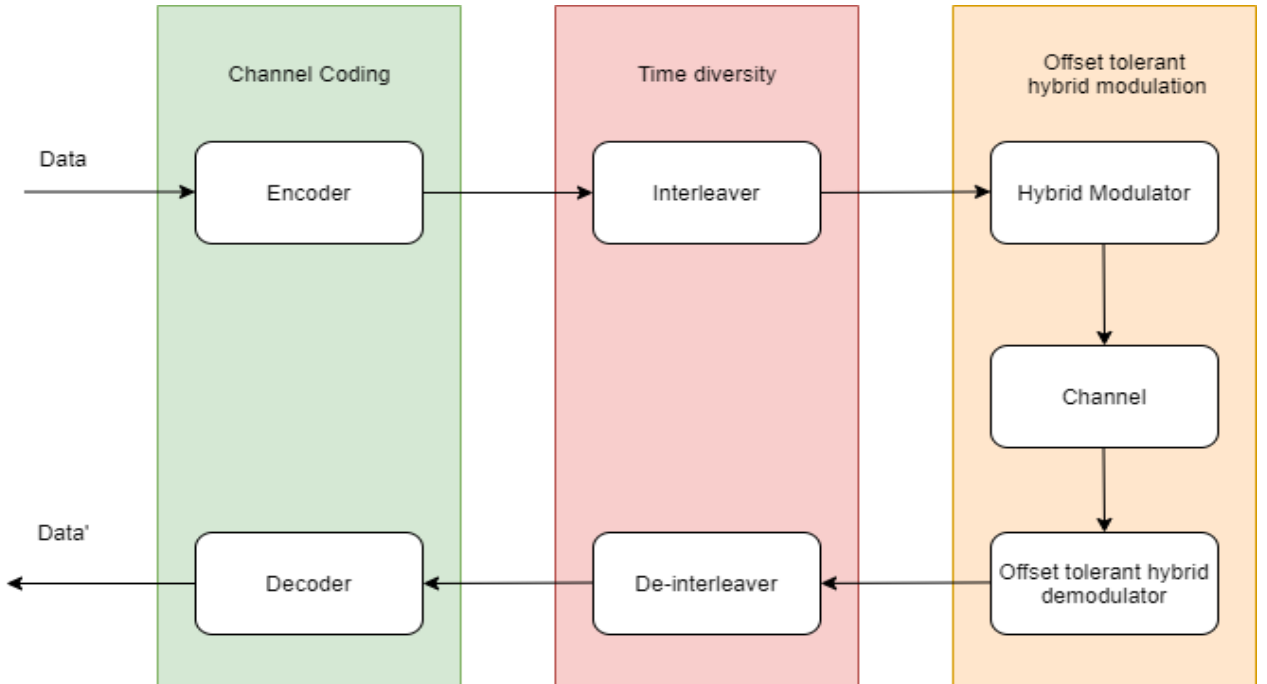 Channel Coding
Time diversity
Offset tolerant
hybrid modulation
Data
Encoder
Interleaver
Hybrid Modulator
Channel
Data'
Decoder
De-interleaver
Offset tolerant hybrid
demodulator